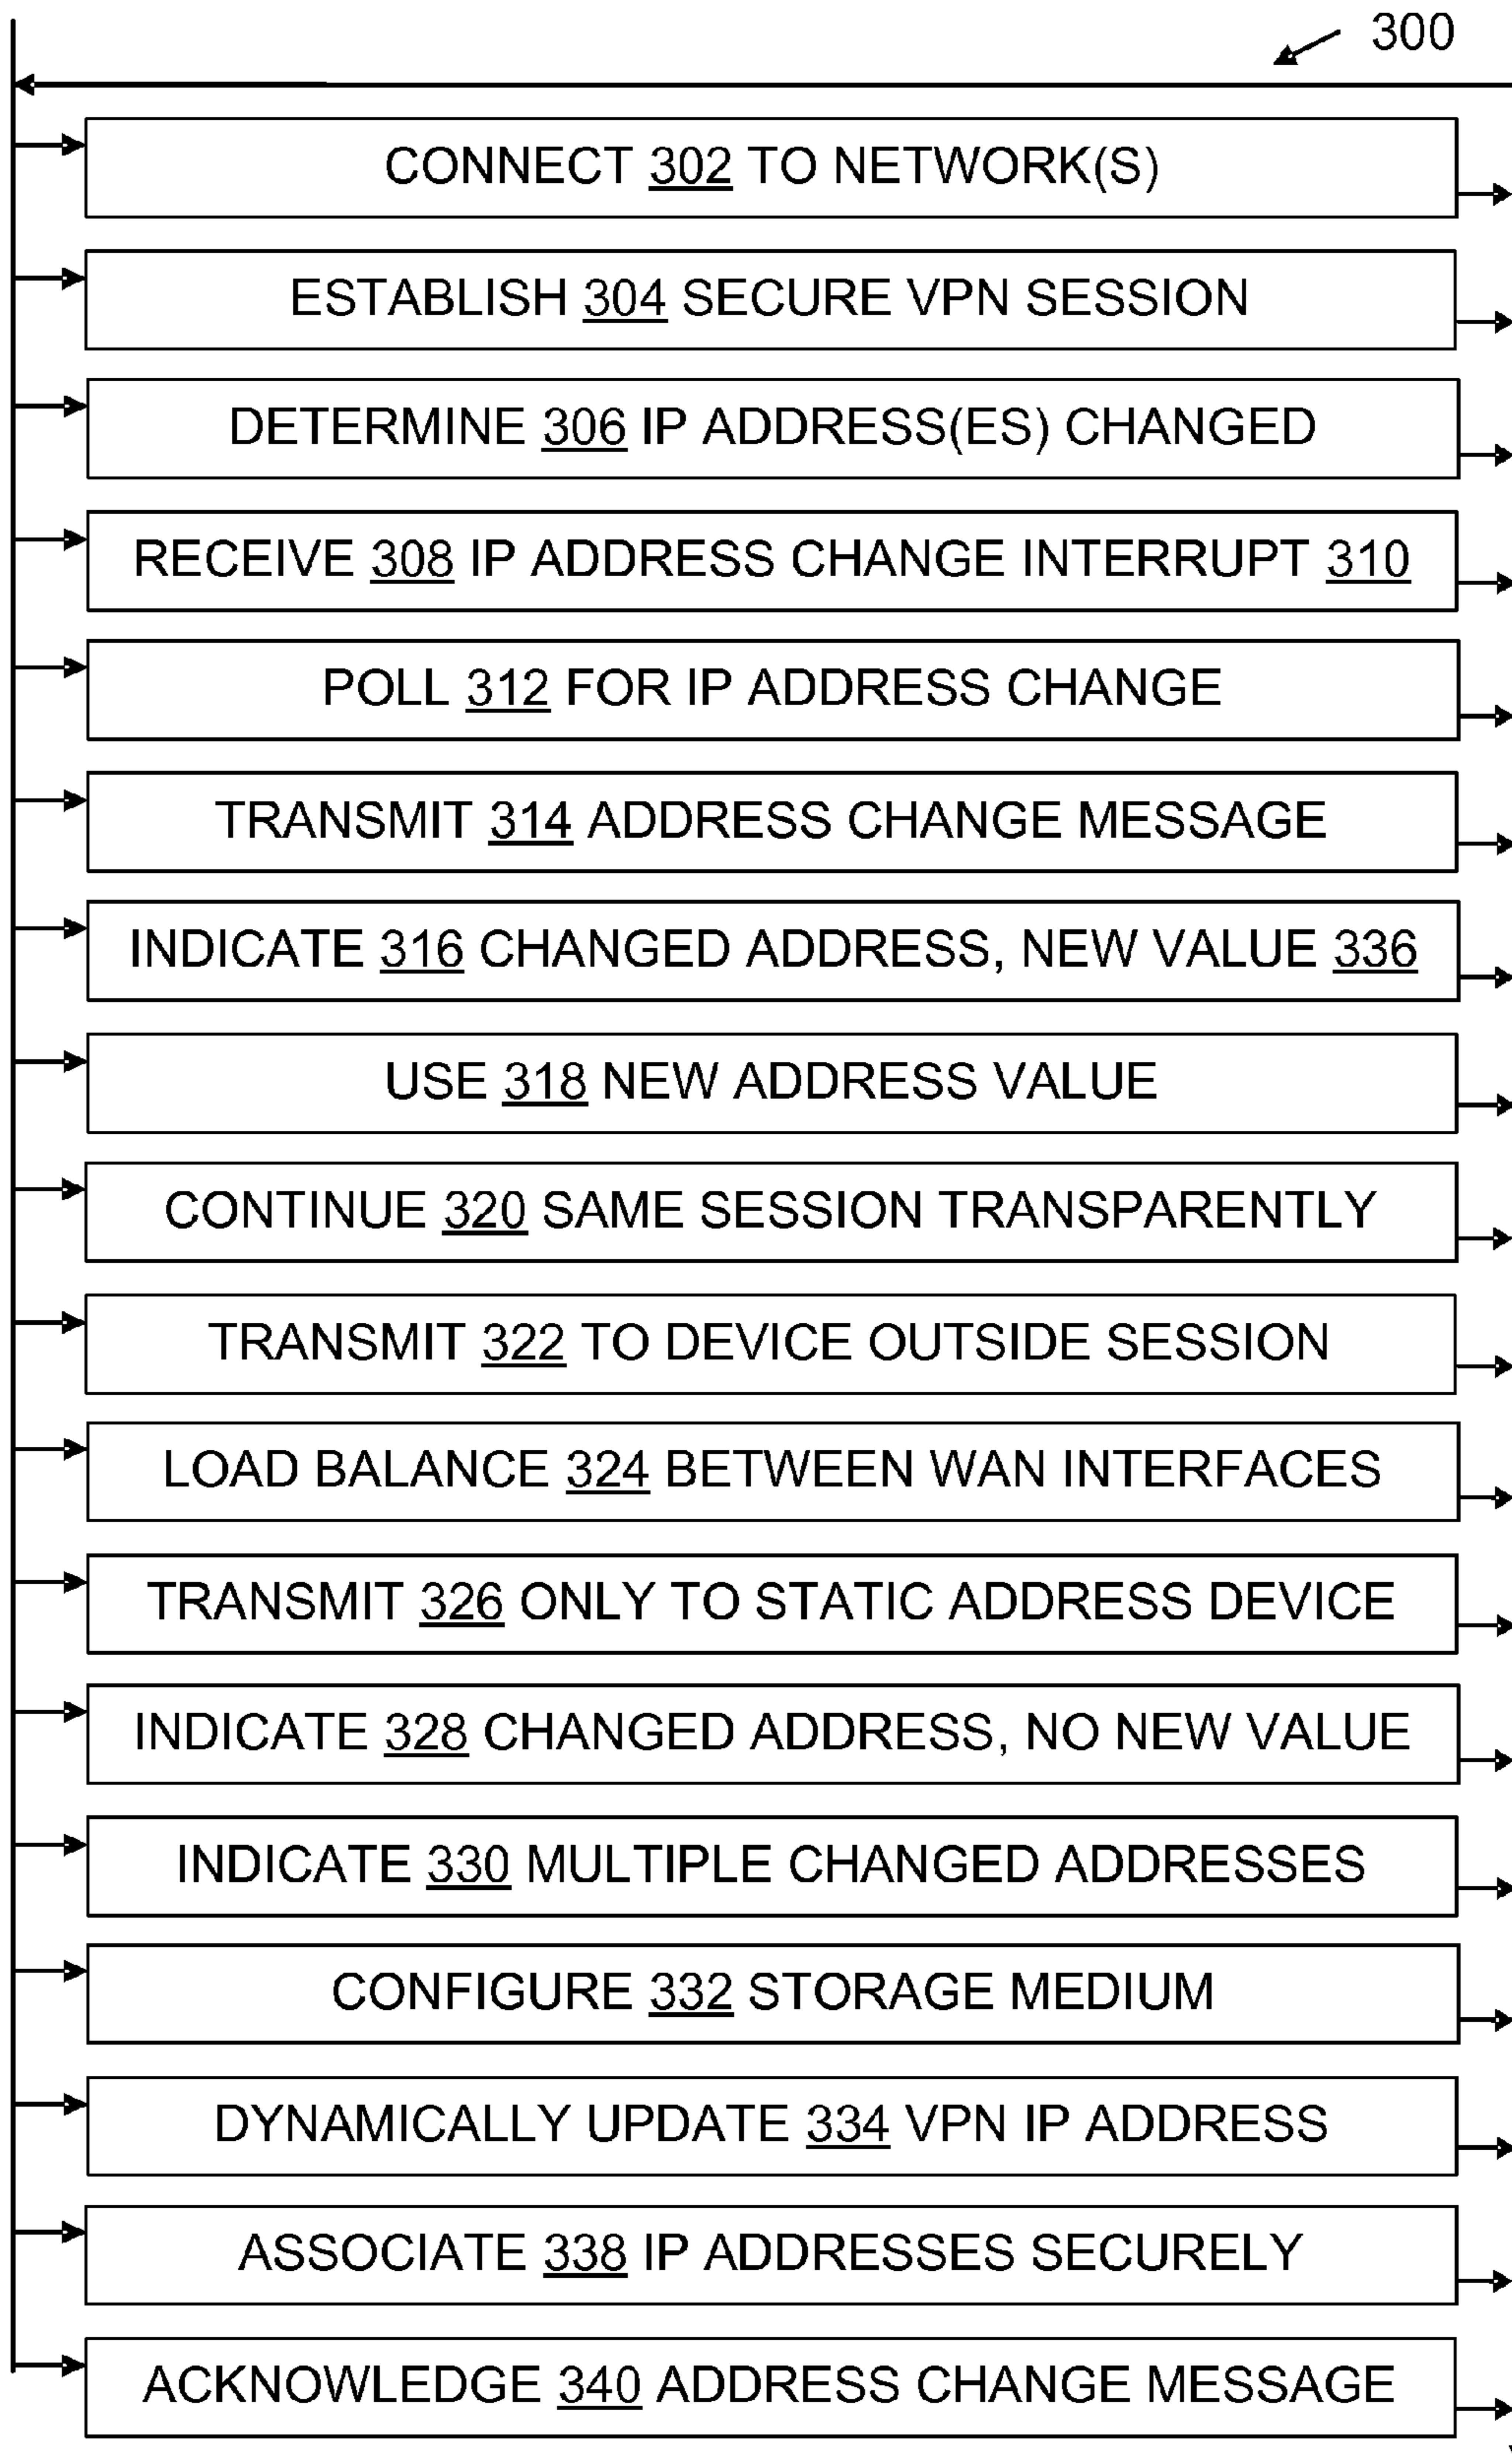 300
CONNECT 302 TO NETWORK(S)
ESTABLISH 304 SECURE VPN SESSION
DETERMINE 306 IP ADDRESS(ES) CHANGED
RECEIVE 308 IP ADDRESS CHANGE INTERRUPT 310
POLL 312 FOR IP ADDRESS CHANGE
TRANSMIT 314 ADDRESS CHANGE MESSAGE
INDICATE 316 CHANGED ADDRESS, NEW VALUE 336
USE 318 NEW ADDRESS VALUE
CONTINUE 320 SAME SESSION TRANSPARENTLY
TRANSMIT 322 TO DEVICE OUTSIDE SESSION
LOAD BALANCE 324 BETWEEN WAN INTERFACES
TRANSMIT 326 ONLY TO STATIC ADDRESS DEVICE
INDICATE 328 CHANGED ADDRESS, NO NEW VALUE
INDICATE 330 MULTIPLE CHANGED ADDRESSES
CONFIGURE 332 STORAGE MEDIUM
DYNAMICALLY UPDATE 334 VPN IP ADDRESS
ASSOCIATE 338 IP ADDRESSES SECURELY
ACKNOWLEDGE 340 ADDRESS CHANGE MESSAGE